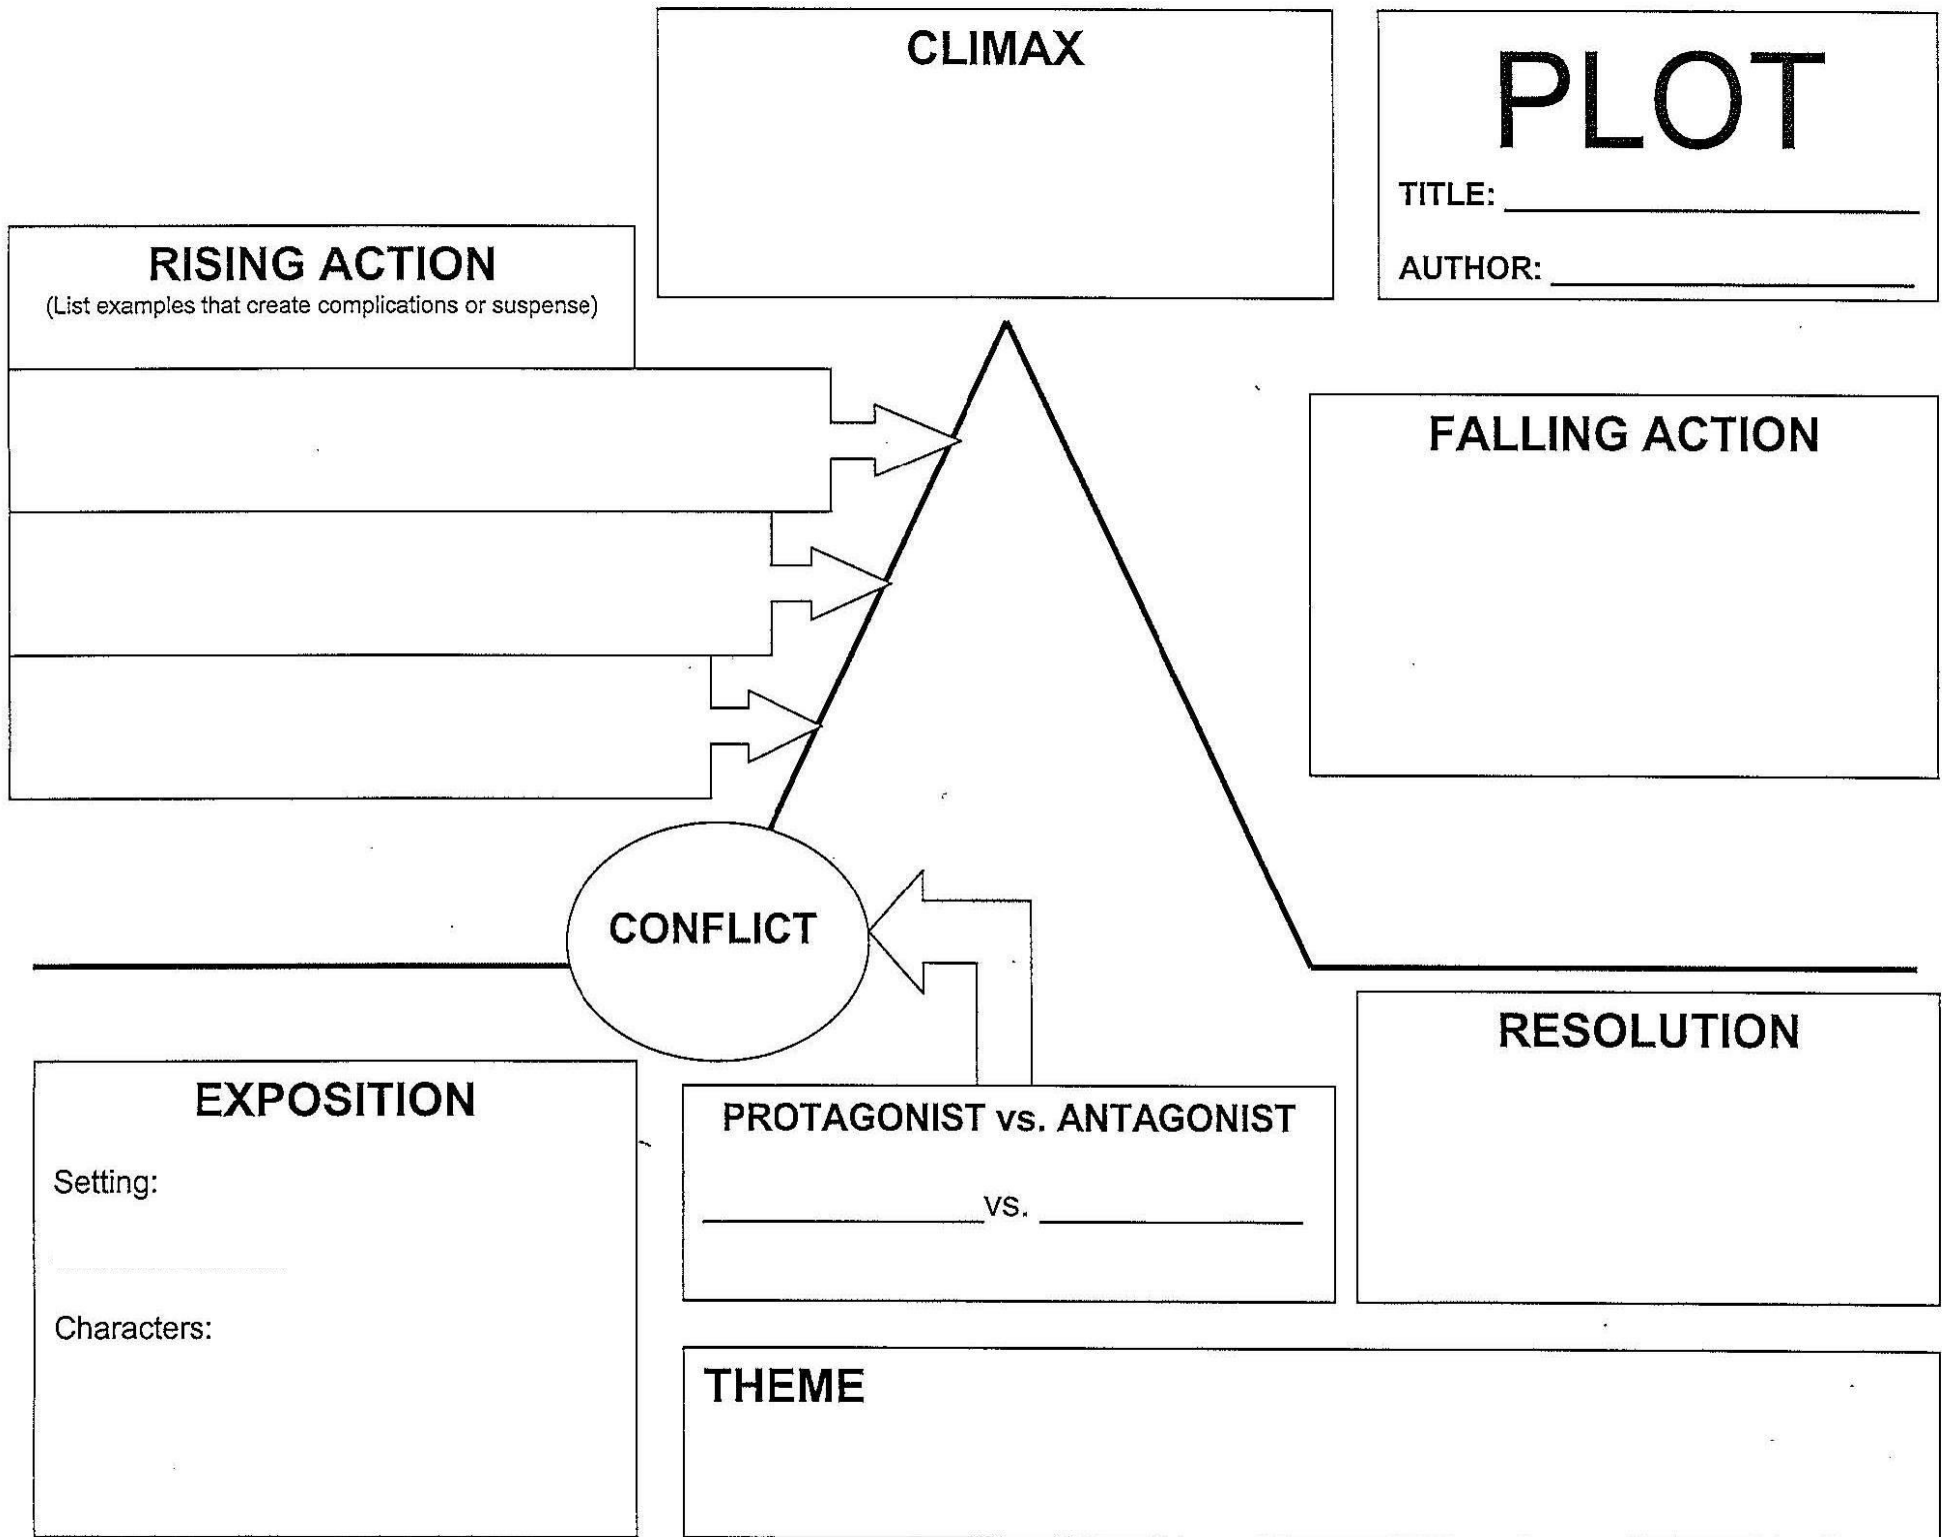 CLIMAX
PLOT
TITLE:
AUTHOR:
RISING ACTION
(List examples that create complications or suspense)
FALLING ACTION
CONFLICT
RESOLUTION
EXPOSITION
Setting:
Characters:
PROTAGONIST vs. ANTAGONIST
vs.
THEME